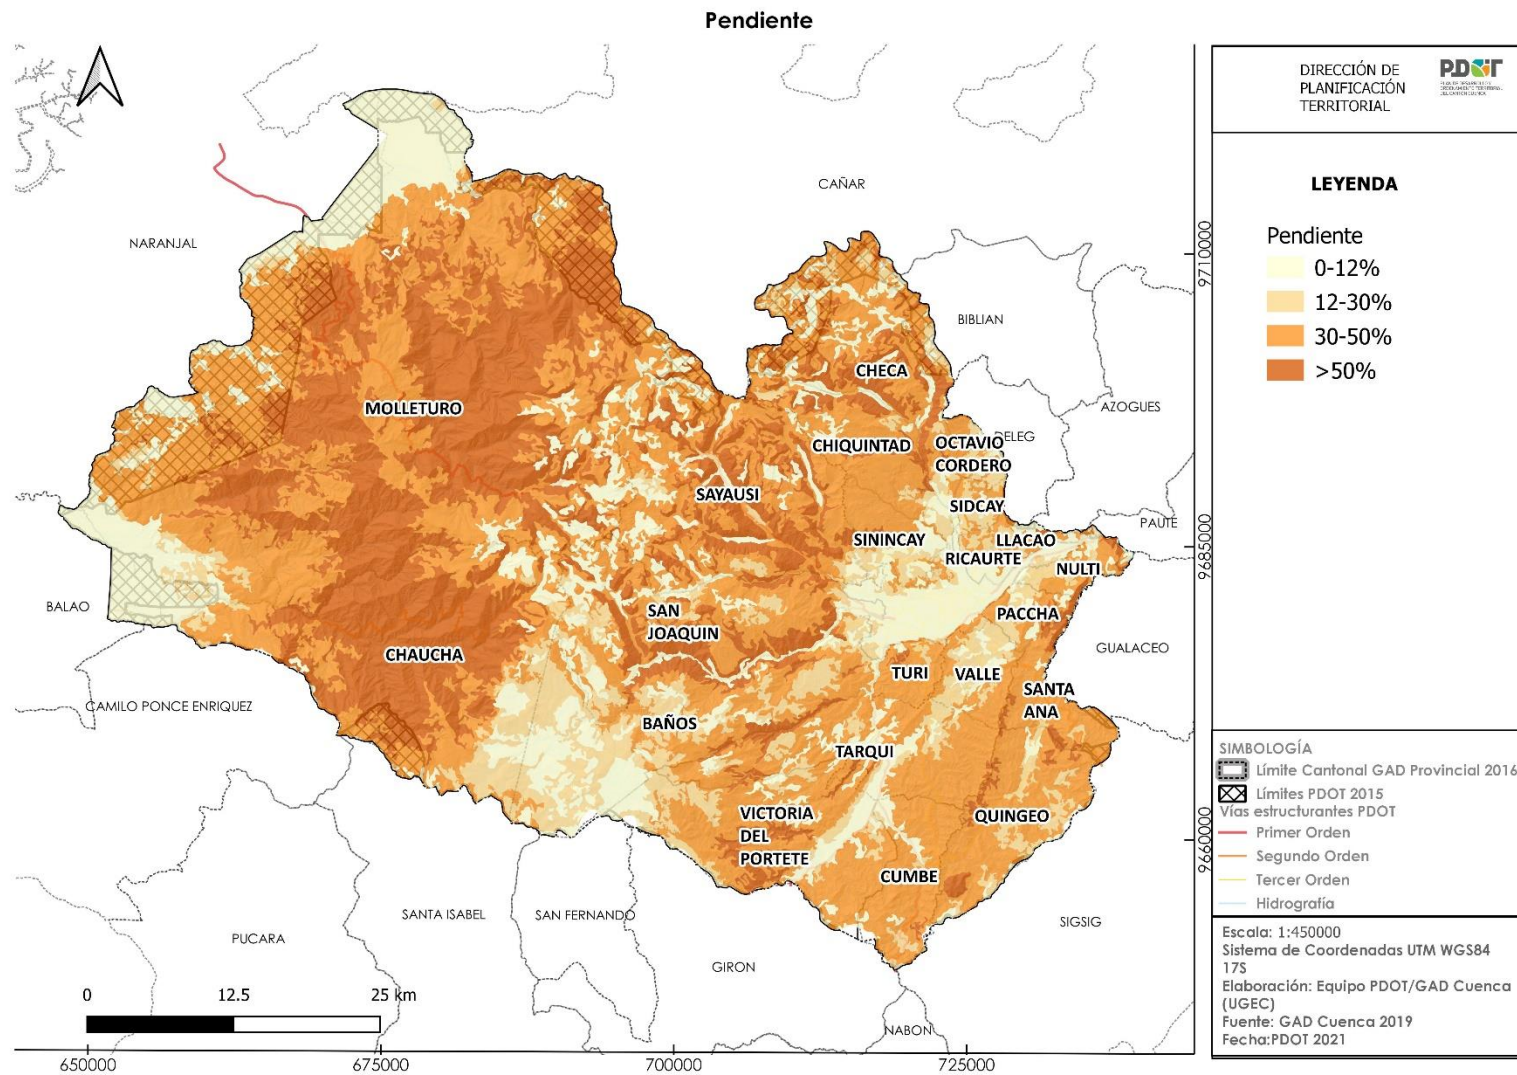 Pendiente
DIRECCIÓN DE
PLANIFICACIÓN
TERRITORIAL
PDOT
LEYENDA
Pendiente
0-12%
12-30%
30-50%
>50%
CAÑAR
NARANJAL
BIBLIAN
AZOGUES
DELEG
PAUTE
GUALACEO
BALAO
CAMILO PONCE ENRIQUEZ
PUCARA
SANTA ISABEL
SAN FERNANDO
GIRON
NABON
SIGSIG
MOLLETURO
CHECA
CHIQUINTAD
OCTAVIO
CORDERO
SAYAUSI
SIDCAY
SININCAY
LLACAO
RICAURTE
NULTI
SAN
JOAQUIN
PACCHA
CHAUCHA
TURI
VALLE
SANTA
ANA
BAÑOS
TARQUI
VICTORIA
DEL
PORTETE
QUINGEO
CUMBE
9710000
9685000
9660000
0
12.5
25 km
650000
675000
700000
725000
SIMBOLOGÍA
Límite Cantonal GAD Provincial 2016
Límites PDOT 2015
Vías estructurantes PDOT
Primer Orden
Segundo Orden
Tercer Orden
Hidrografía
Escala: 1:450000
Sistema de Coordenadas UTM WGS84
17S
Elaboración: Equipo PDOT/GAD Cuenca
(UGEC)
Fuente: GAD Cuenca 2019
Fecha:PDOT 2021